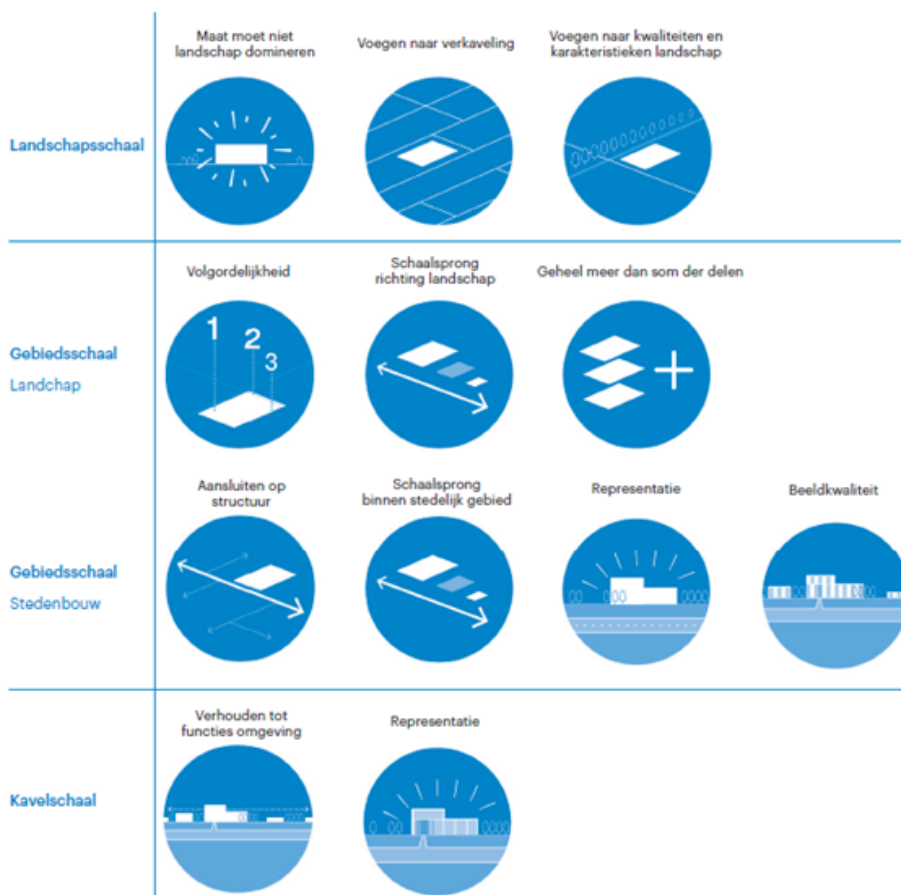 Maat moet niet
landschap domineren
Voegen naar verkaveling
Voegen naar kwaliteiten en
karakteristieken landschap
Landschapsschaal
Volgordelijkheid
Schaalsprong
richting landschap
Geheel meer dan som der delen
1
2
3
Gebiedsschaal
Landchap
Aansluiten op
structuur
Schaalsprong
binnen stedelijk gebied
Representatie
Beeldkwaliteit
Gebiedsschaal
Stedenbouw
Verhouden tot
functies omgeving
Representatie
Kavelschaal